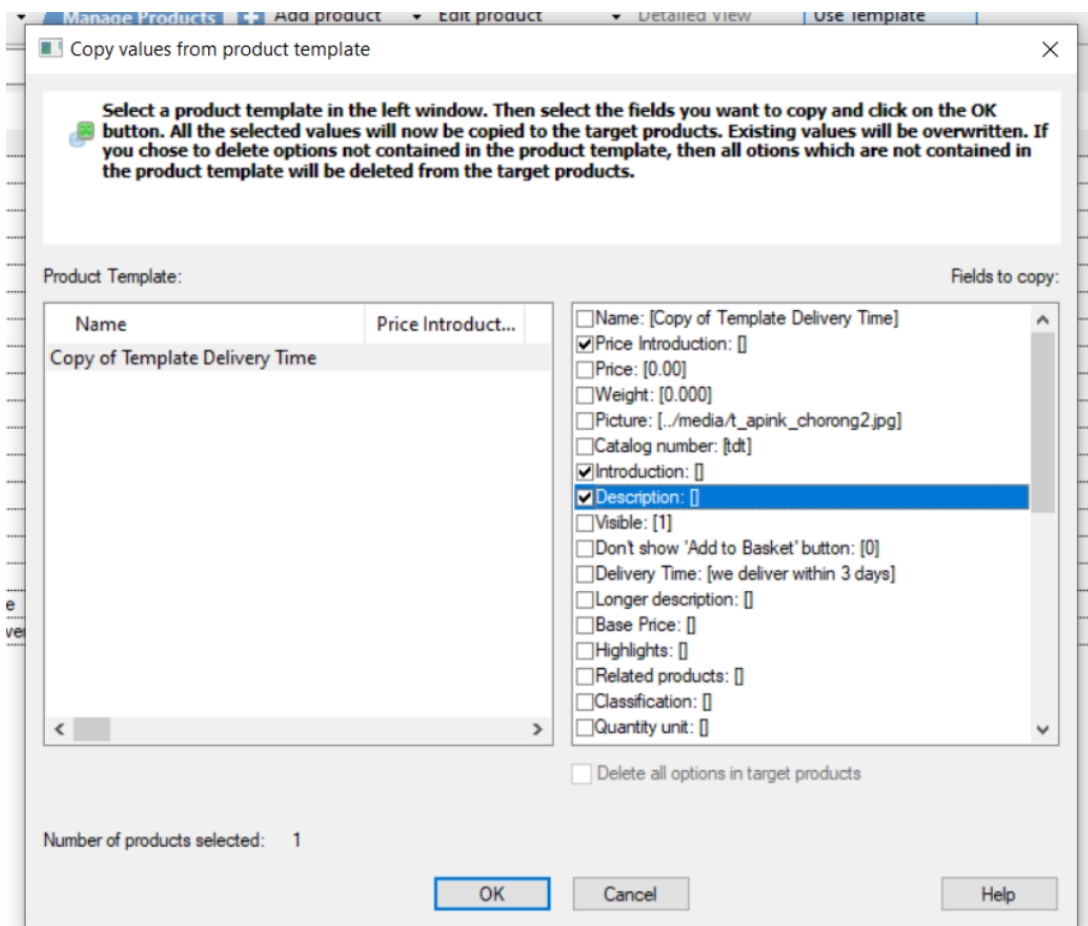 Manage Products Add product Edit product Detailed View Use Template
Copy values from product template
Select a product template in the left window. Then select the fields you want to copy and click on the OK
button. All the selected values will now be copied to the target products. Existing values will be overwritten. If
you chose to delete options not contained in the product template, then all otions which are not contained in
the product template will be deleted from the target products.
Product Template:
Fields to copy:
Name Price Introduct...
Copy of Template Delivery Time
Name: [Copy of Template Delivery Time]
Price Introduction: []
Price: [0.00]
Weight: [0.000]
Picture: [../media/t_apink_chorong2.jpg]
Catalog number: [tdt]
Introduction: []
Description: []
Visible: [1]
Don't show 'Add to Basket' button: [0]
Delivery Time: [we deliver within 3 days]
Longer description: []
Base Price: []
Highlights: []
Related products: []
Classification: []
Quantity unit: []
Delete all options in target products
Number of products selected: 1
OK Cancel Help